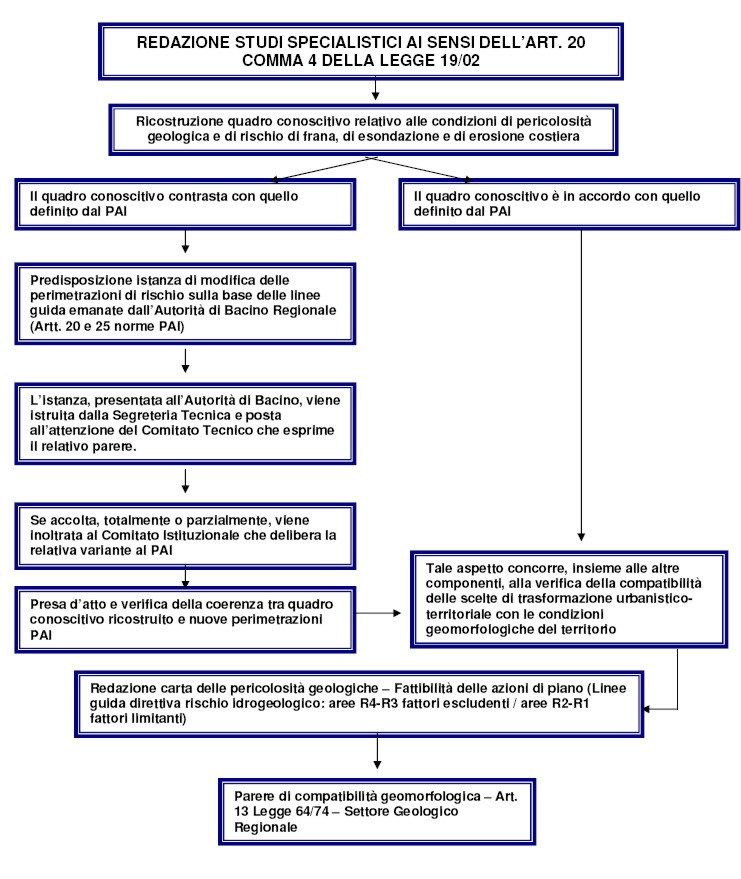 REDAZIONE STUDI SPECIALISTICI AI SENSI DELL'ART. 20
COMMA 4 DELLA LEGGE 19/02
Ricostruzione quadro conoscitivo relativo alle condizioni di pericolosità
geologica e di rischio di frana, di esondazione e di erosione costiera
Il quadro conoscitivo contrasta con quello
definito dal PAI
Il quadro conoscitivo è in accordo con quello
definito dal PAI
Predisposizione istanza di modifica delle
perimetrazioni di rischio sulla base delle linee
guida emanate dall'Autorità di Bacino Regionale
(Artt. 20 e 25 norme PAI)
L'istanza, presentata all'Autorità di Bacino, viene
istruita dalla Segreteria Tecnica e posta
all'attenzione del Comitato Tecnico che esprime
il relativo parere.
Se accolta, totalmente o parzialmente, viene
inoltrata al Comitato Istituzionale che delibera la
relativa variante al PAI
Presa d'atto e verifica della coerenza tra quadro
conoscitivo ricostruito e nuove perimetrazioni
PAI
Tale aspetto concorre, insieme alle altre
componenti, alla verifica della compatibilità
delle scelte di trasformazione urbanistico-
territoriale con le condizioni
geomorfologiche del territorio
Redazione carta delle pericolosità geologiche – Fattibilità delle azioni di piano (Linee
guida direttiva rischio idrogeologico: aree R4-R3 fattori escludenti / aree R2-R1
fattori limitanti)
Parere di compatibilità geomorfologica – Art.
13 Legge 64/74 – Settore Geologico
Regionale